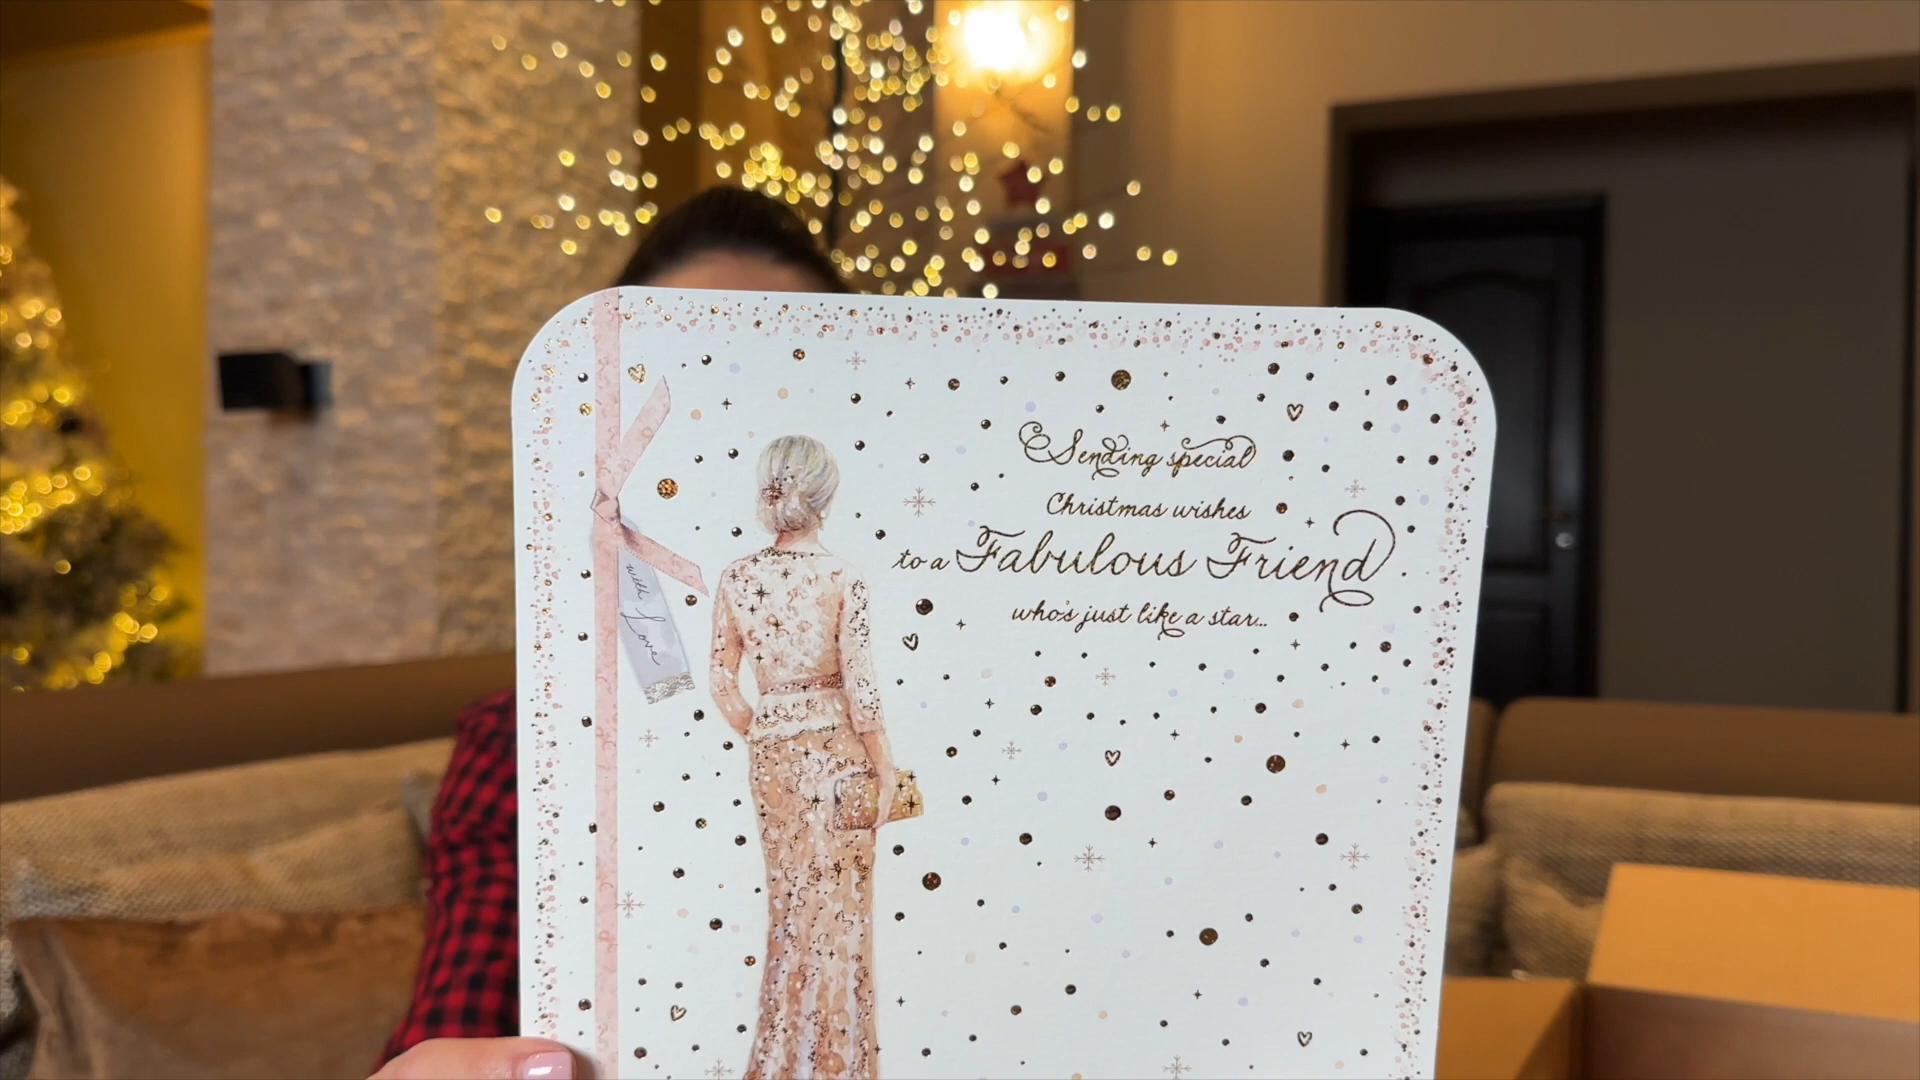 Sending special
Christmas wishes
to a Fabulous Friend
who's just like a star...
with Love